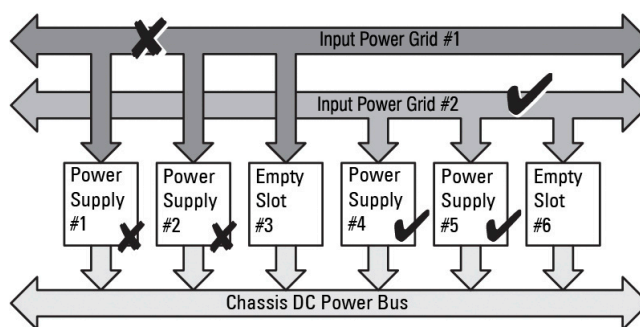 Input Power Grid #1
Input Power Grid #2
Power
Supply
#1
Power
Supply
#2
Empty
Slot
#3
Power
Supply
#4
Power
Supply
#5
Empty
Slot
#6
Chassis DC Power Bus